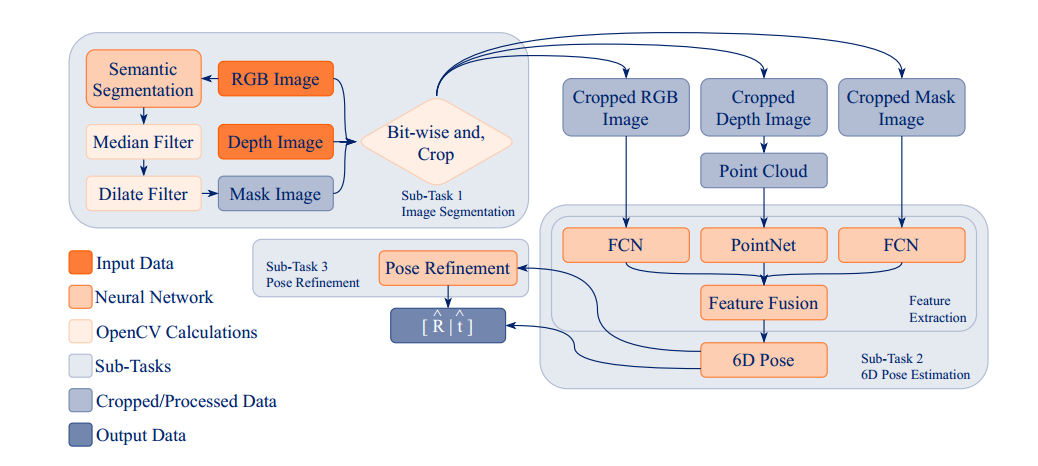 Semantic
Segmentation
RGB Image
Median Filter
Depth Image
Dilate Filter
Mask Image
Bit-wise and,
Crop
Sub-Task 1
Image Segmentation
Cropped RGB
Image
Cropped
Depth Image
Cropped Mask
Image
Point Cloud
FCN
PointNet
FCN
Feature Fusion
Feature
Extraction
6D Pose
Sub-Task 2
6D Pose Estimation
Sub-Task 3
Pose Refinement
Pose Refinement
[ R̂ | t̂ ]
Input Data
Neural Network
OpenCV Calculations
Sub-Tasks
Cropped/Processed Data
Output Data